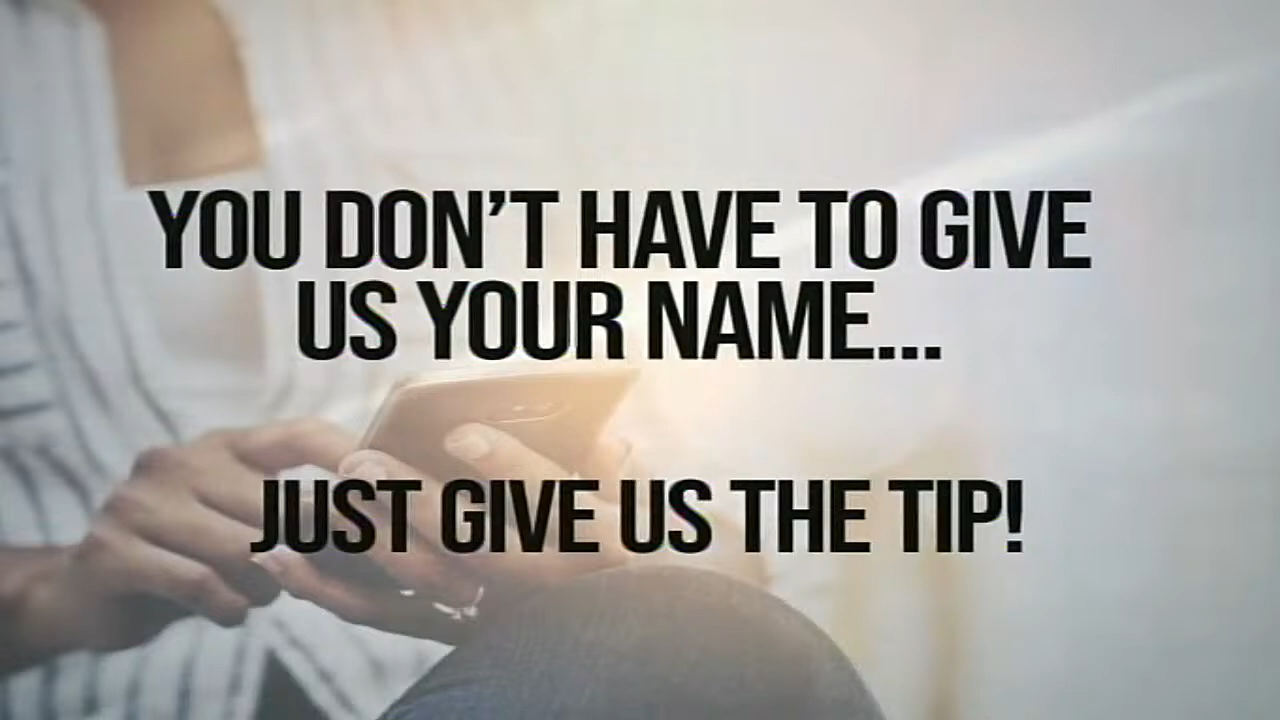 YOU DON'T HAVE TO GIVE
US YOUR NAME...
JUST GIVE US THE TIP!